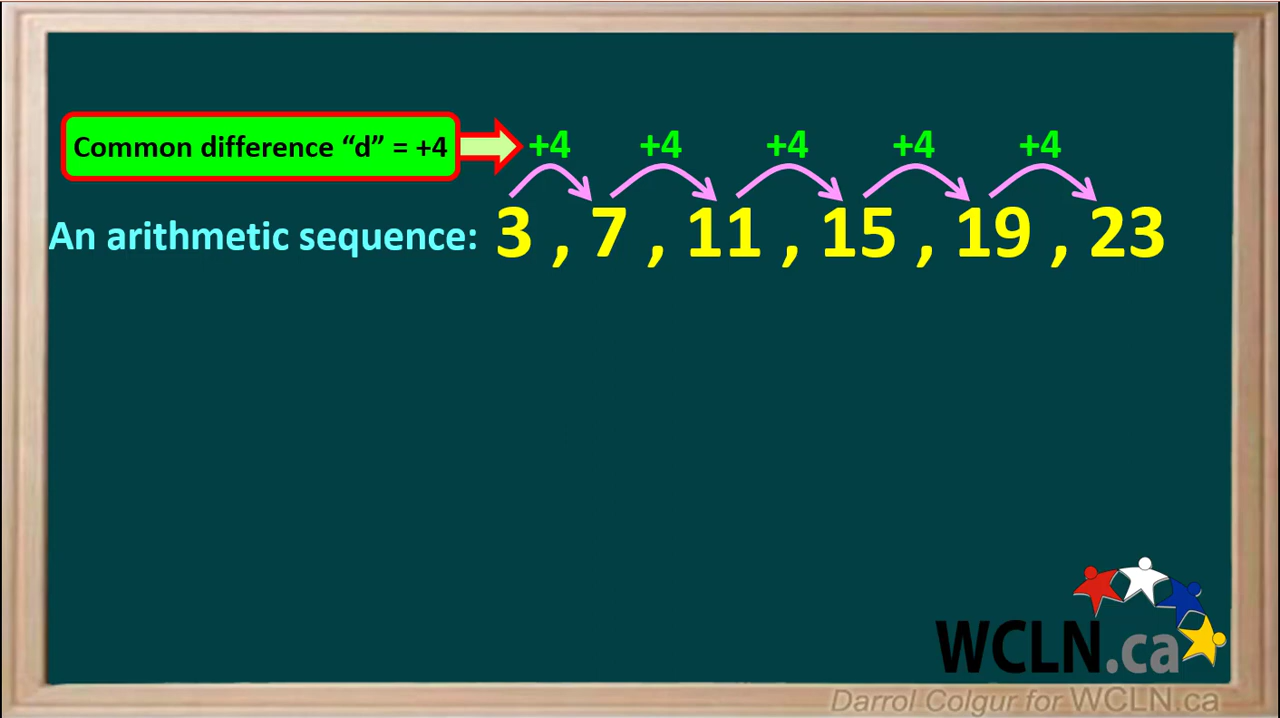 Common difference “d” = +4
+4 +4 +4 +4 +4
An arithmetic sequence: 3 , 7 , 11 , 15 , 19 , 23
WCLN.ca
Darrol Colgur for WCLN.ca